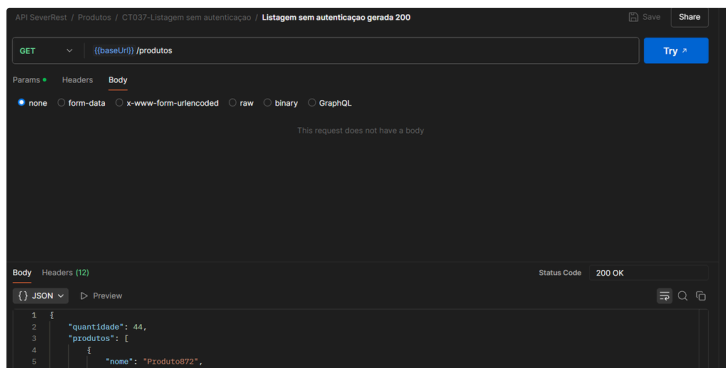 API SeverRest / Produtos / CT037-Listagem sem autenticaçao / Listagem sem autenticaçao gerada 200 Save Share
GET {{baseUrl}} /produtos Try
Params Headers Body
none form-data x-www-form-urlencoded raw binary GraphQL
This request does not have a body
Body Headers (12) Status Code 200 OK
{} JSON Preview
1 {
2 "quantidade": 44,
3 "produtos": [
4 {
5 "nome": "Produto872",